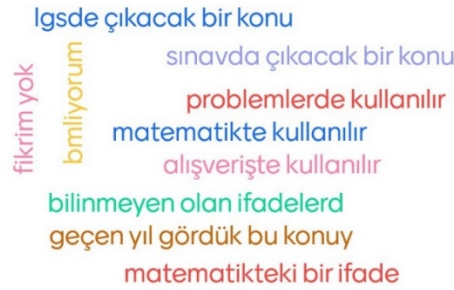 lgsde çıkacak bir konu
sınavda çıkacak bir konu
fikrim yok
bmliyorum
problemlerde kullanılır
matematikte kullanılır
alışverişte kullanılır
bilinmeyen olan ifadelerd
geçen yıl gördük bu konuy
matematikteki bir ifade